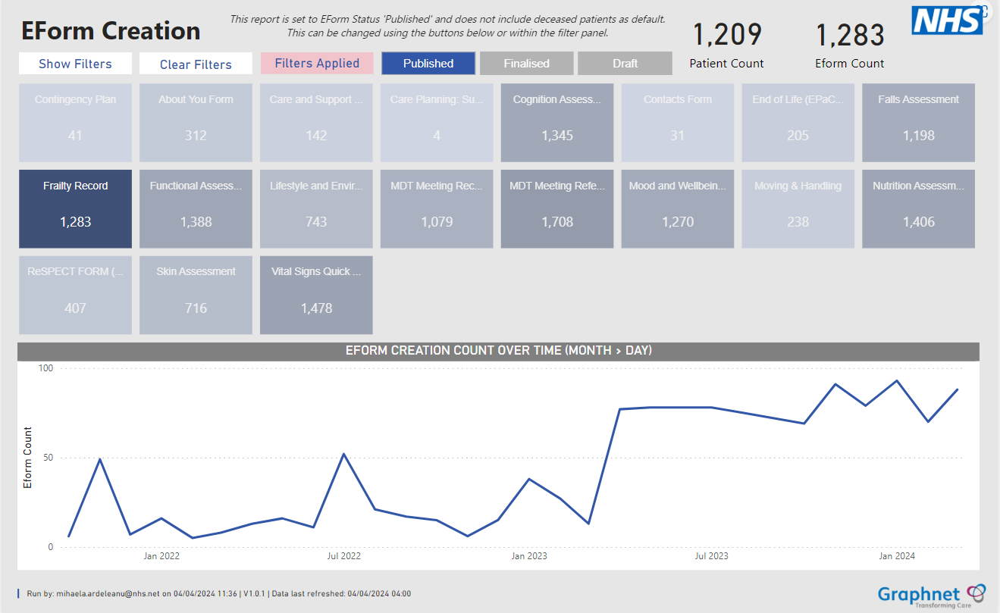 EForm Creation
This report is set to EForm Status 'Published' and does not include deceased patients as default.
This can be changed using the buttons below or within the filter panel.
1,209
Patient Count
1,283
Eform Count
NHS
Show Filters
Clear Filters
Filters Applied
Published
Finalised
Draft
Contingency Plan
41
About You Form
312
Care and Support ...
142
Care Planning: Su...
4
Cognition Assess...
1,345
Contacts Form
31
End of Life (EPaC...
205
Falls Assessment
1,198
Frailty Record
1,283
Functional Assess...
1,388
Lifestyle and Envir...
743
MDT Meeting Rec...
1,079
MDT Meeting Refe...
1,708
Mood and Wellbein...
1,270
Moving & Handling
238
Nutrition Assessm...
1,406
ReSPECT FORM (...
407
Skin Assessment
716
Vital Signs Quick ...
1,478
EFORM CREATION COUNT OVER TIME (MONTH > DAY)
Eform Count
100
50
0
Jan 2022
Jul 2022
Jan 2023
Jul 2023
Jan 2024
Run by: mihaela.ardeleanu@nhs.net on 04/04/2024 11:36 | V1.0.1 | Data last refreshed: 04/04/2024 04:00
Graphnet
Transforming Care